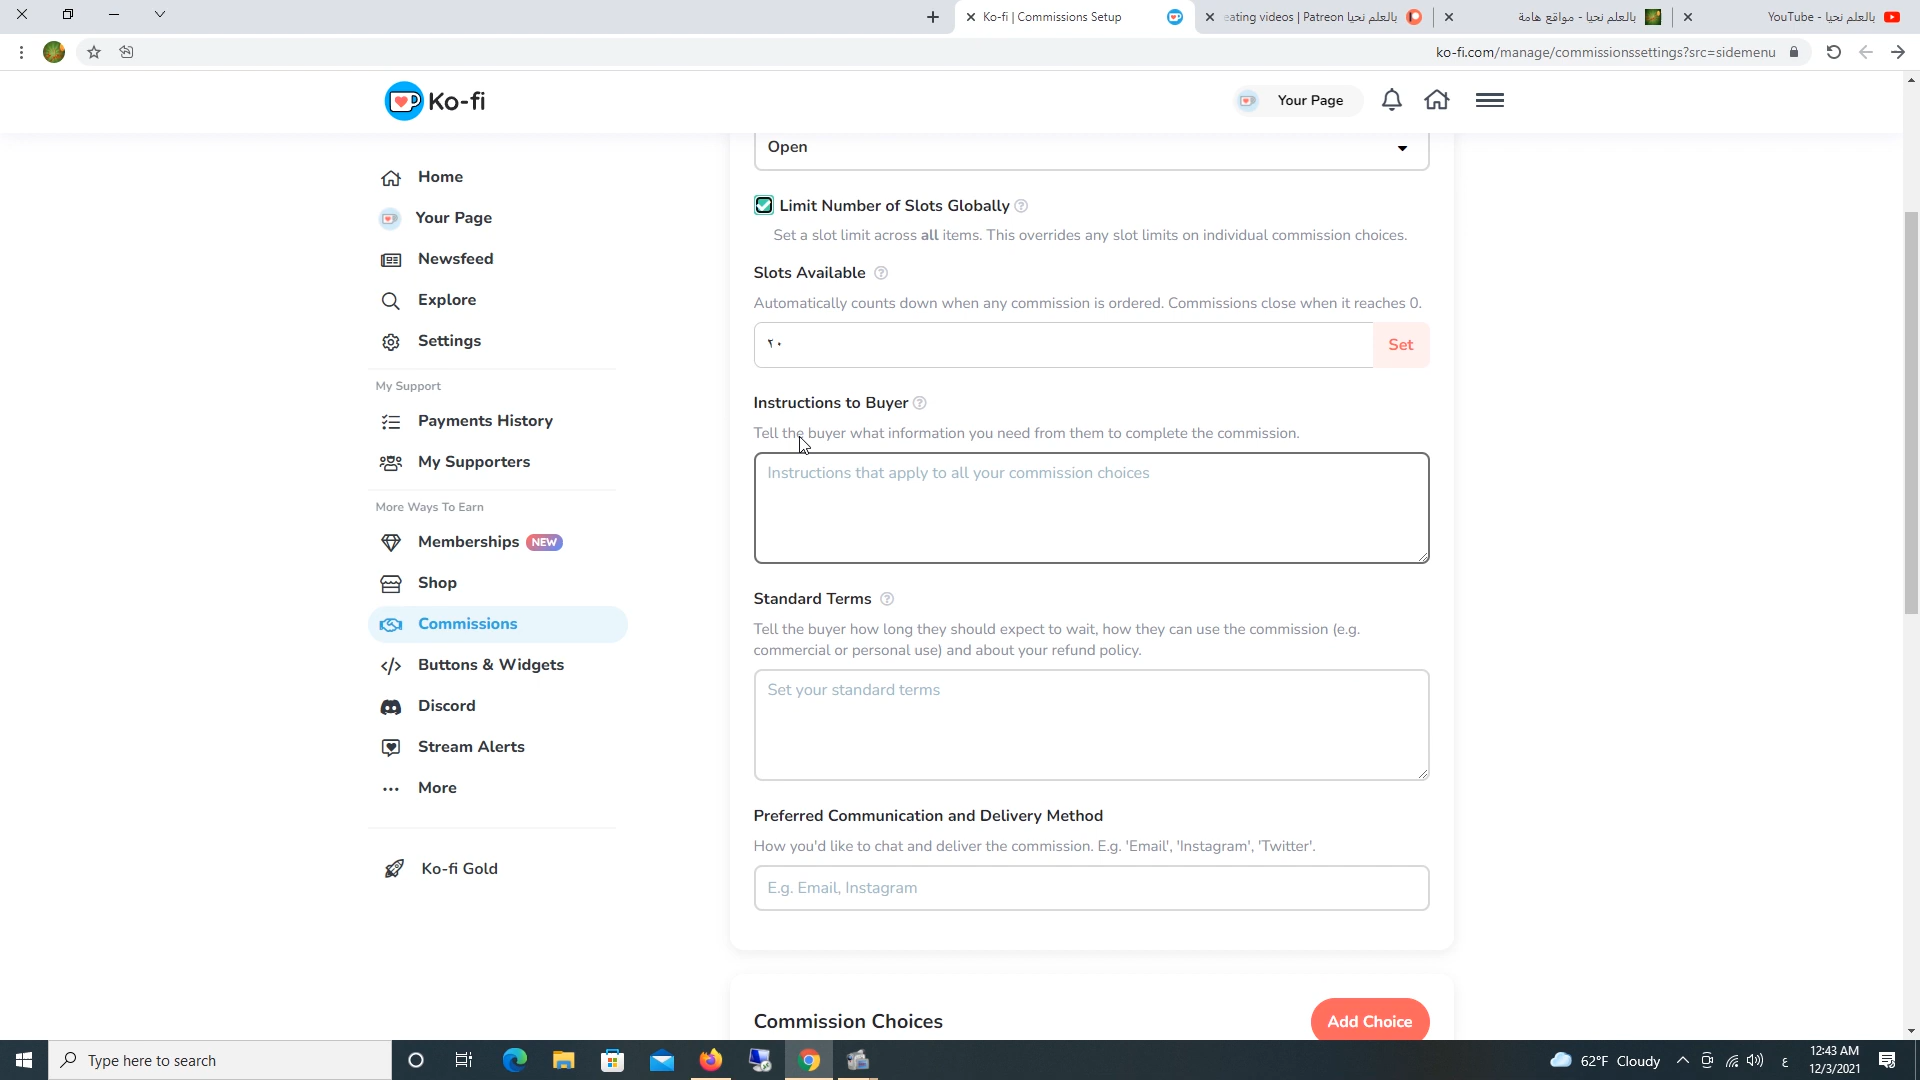 Ko-fi | Commissions Setup
eating videos | Patreon بالعلم نحيا
بالعلم نحيا - مواقع هامة
YouTube - بالعلم نحيا
ko-fi.com/manage/commissionssettings?src=sidemenu
Ko-fi
Your Page
Home
Your Page
Newsfeed
Explore
Settings
My Support
Payments History
My Supporters
More Ways To Earn
Memberships NEW
Shop
Commissions
Buttons & Widgets
Discord
Stream Alerts
More
Ko-fi Gold
Open
Limit Number of Slots Globally
Set a slot limit across all items. This overrides any slot limits on individual commission choices.
Slots Available
Automatically counts down when any commission is ordered. Commissions close when it reaches 0.
٢٠
Set
Instructions to Buyer
Tell the buyer what information you need from them to complete the commission.
Instructions that apply to all your commission choices
Standard Terms
Tell the buyer how long they should expect to wait, how they can use the commission (e.g.
commercial or personal use) and about your refund policy.
Set your standard terms
Preferred Communication and Delivery Method
How you'd like to chat and deliver the commission. E.g. 'Email', 'Instagram', 'Twitter'.
E.g. Email, Instagram
Commission Choices
Add Choice
Type here to search
62°F Cloudy
ع
12:43 AM
12/3/2021